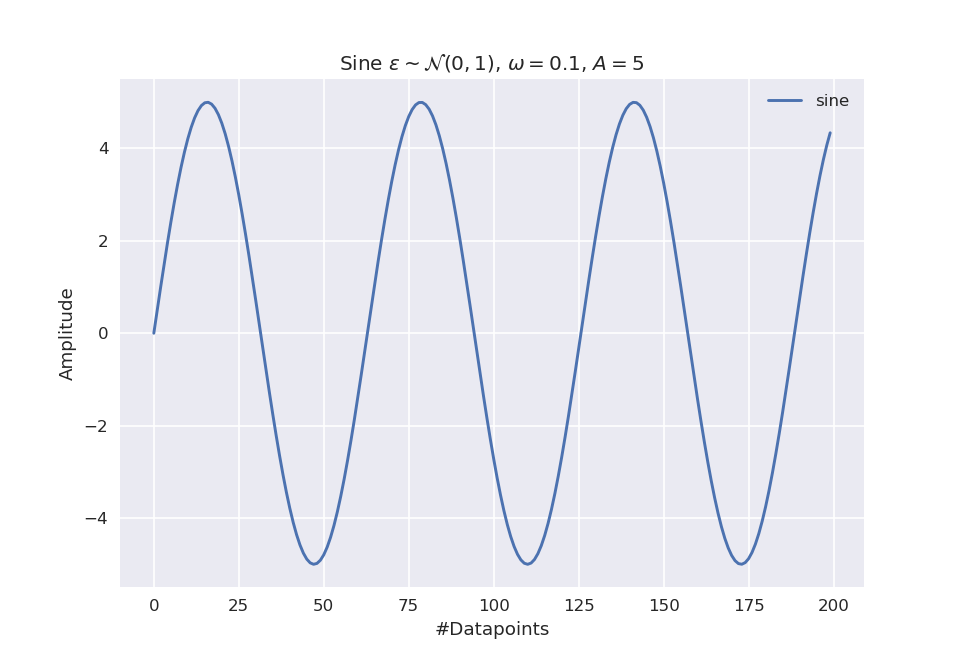 Sine ε ∼ 𝒩(0, 1), ω = 0.1, A = 5
sine
Amplitude
4
2
0
−2
−4
0 25 50 75 100 125 150 175 200
#Datapoints